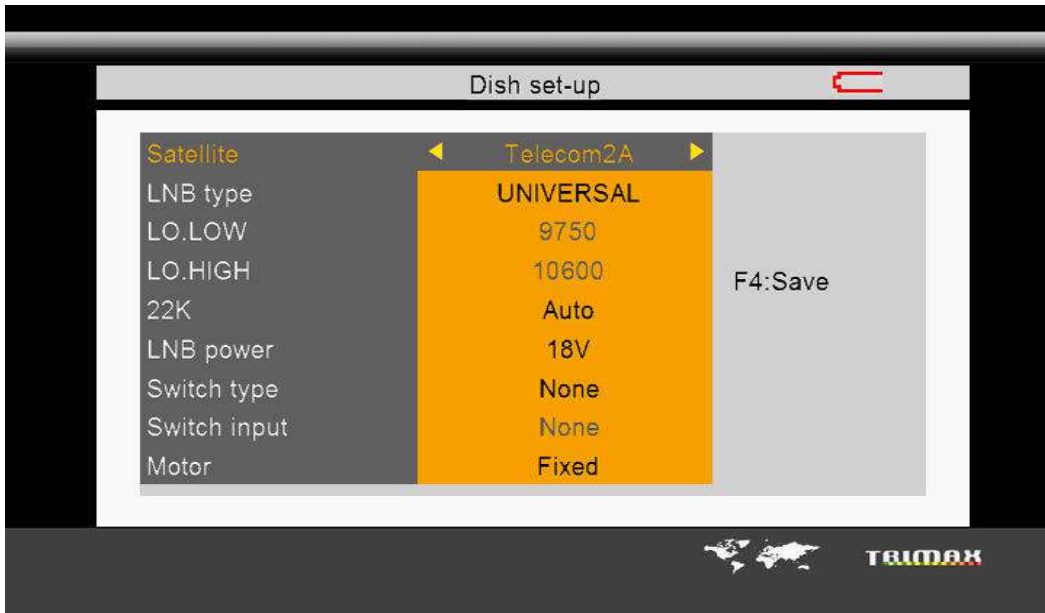 Dish set-up
Satellite Telecom2A
LNB type UNIVERSAL
LO.LOW 9750
LO.HIGH 10600
F4:Save
22K Auto
LNB power 18V
Switch type None
Switch input None
Motor Fixed
TRIMAX